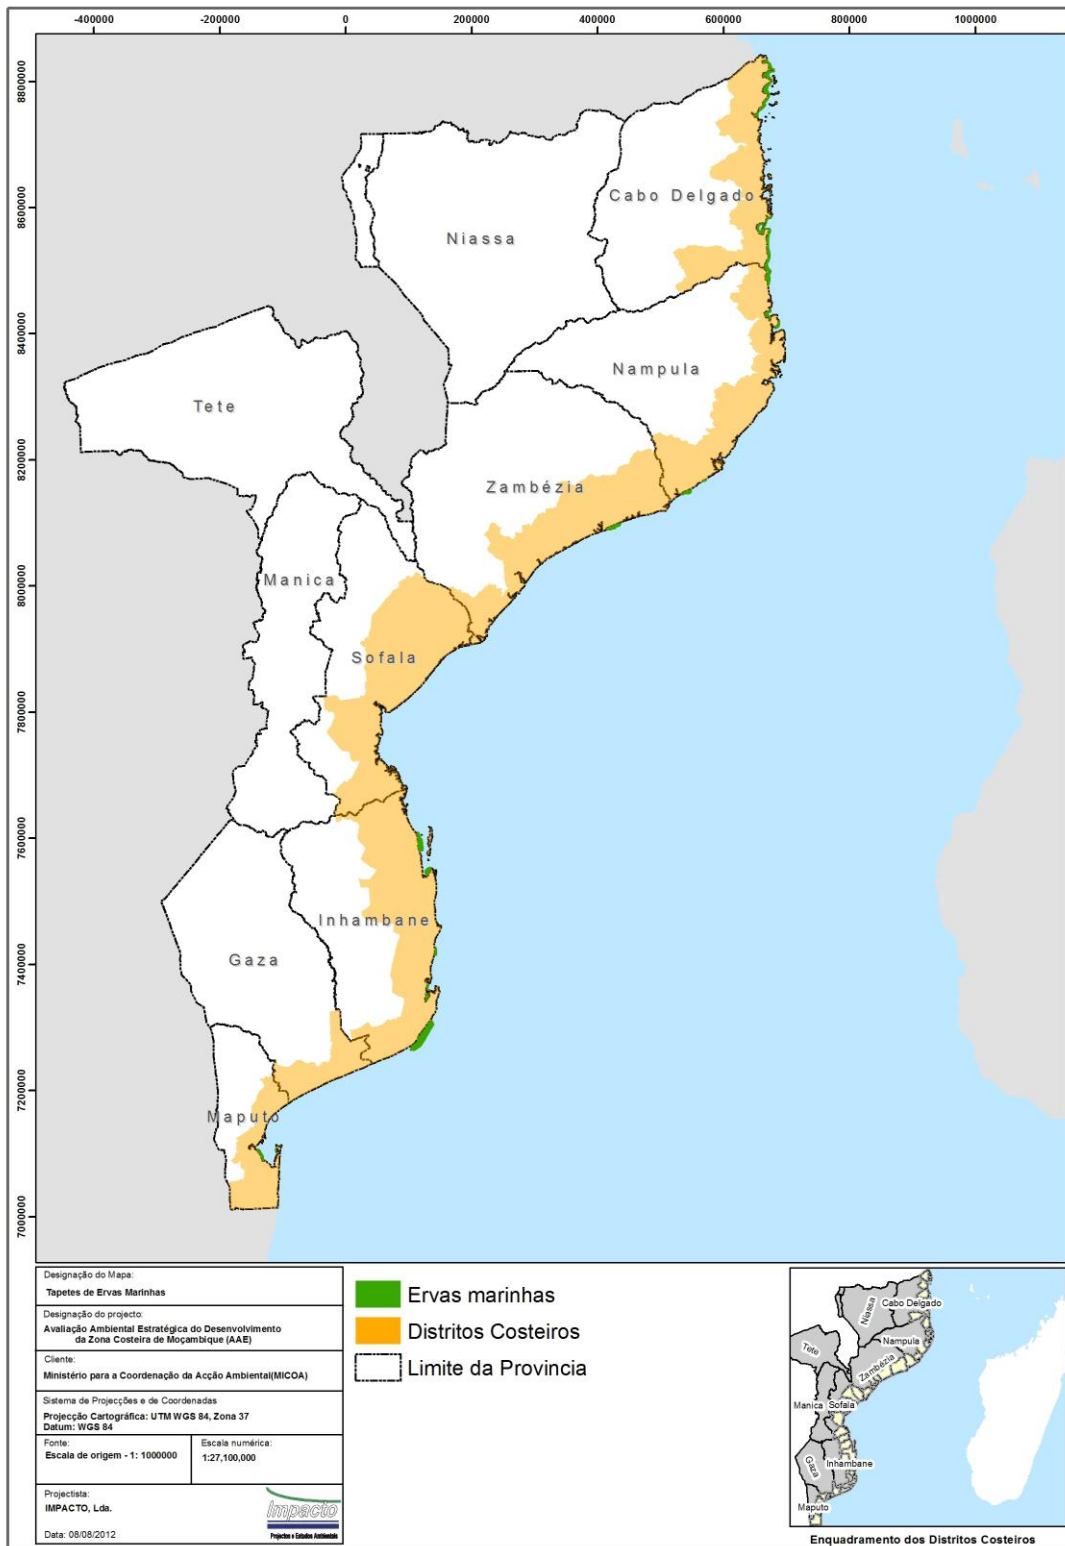 -400000 -200000 0 200000 400000 600000 800000 1000000
8800000
8600000
8400000
8200000
8000000
7800000
7600000
7400000
7200000
7000000
Cabo Delgado
Niassa
Nampula
Tete
Zambézia
Manica
Sofala
Inhambane
Gaza
Maputo
Designação do Mapa:
Tapetes de Ervas Marinhas
Designação do projecto:
Avaliação Ambiental Estratégica do Desenvolvimento
da Zona Costeira de Moçambique (AAE)
Cliente:
Ministério para a Coordenação da Acção Ambiental(MICOA)
Sistema de Projecções e de Coordenadas
Projecção Cartográfica: UTM WGS 84, Zona 37
Datum: WGS 84
Fonte:
Escala de origem - 1: 1000000
Escala numérica:
1:27,100,000
Projectista:
IMPACTO, Lda.
Data: 08/08/2012
Impacto
Projectos e Estudos Ambientais
Ervas marinhas
Distritos Costeiros
Limite da Provincia
Niassa
Cabo Delgado
Nampula
Tete
Zambézia
Manica
Sofala
Gaza
Inhambane
Maputo
Enquadramento dos Distritos Costeiros